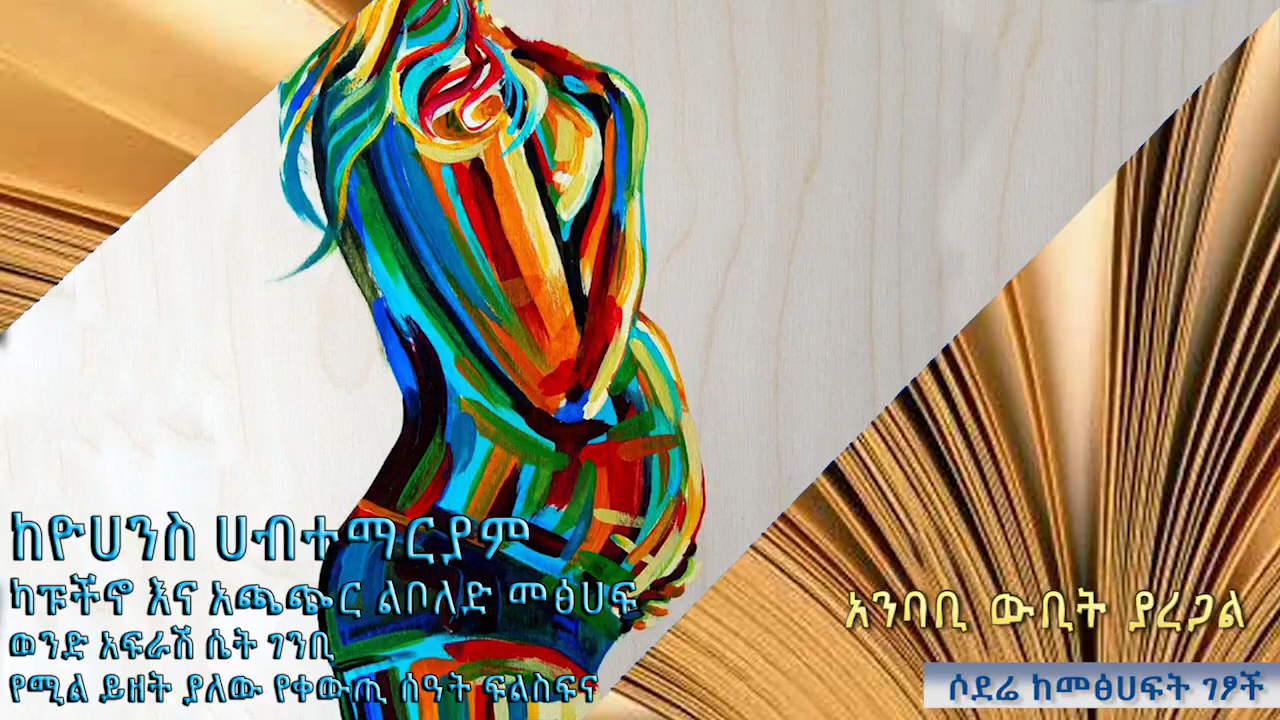 ከዮሀንስ ሀብተማርያም
ካፑችኖ እና አጫጭር ልቦለድ መፅሀፍ
ወንድ አፍራሽ ሴት ገንቢ
የሚል ይዘት ያለው የቀውጢ ሰዓት ፍልስፍና
አንባቢ ውቢት ያረጋል
ሶደሬ ከመፅሀፍት ገፆች